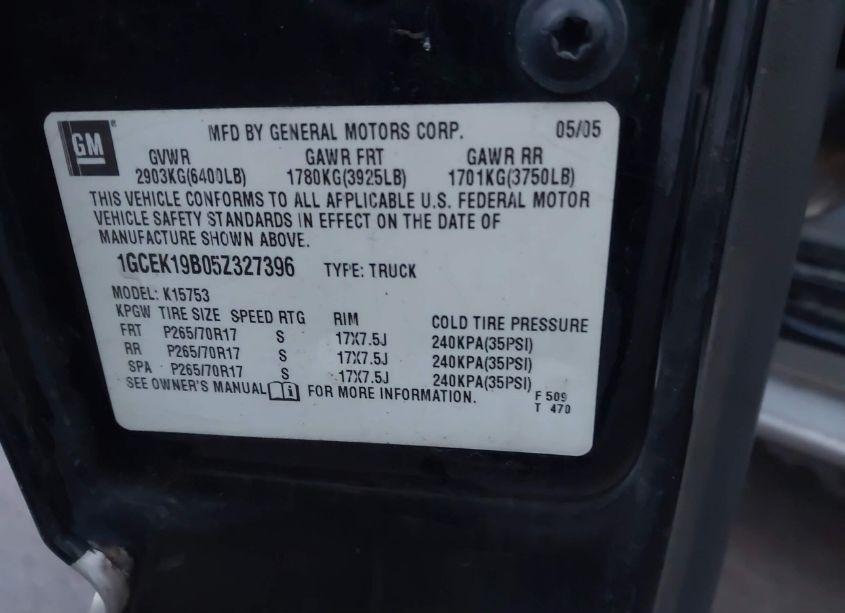 GM ® MFD BY GENERAL MOTORS CORP. 05/05
GVWR GAWR FRT GAWR RR
2903KG(6400LB) 1780KG(3925LB) 1701KG(3750LB)
THIS VEHICLE CONFORMS TO ALL APPLICABLE U.S. FEDERAL MOTOR
VEHICLE SAFETY STANDARDS IN EFFECT ON THE DATE OF
MANUFACTURE SHOWN ABOVE.
1GCEK19B05Z327396 TYPE: TRUCK
MODEL: K15753
KPGW TIRE SIZE SPEED RTG RIM COLD TIRE PRESSURE
FRT P265/70R17 S 17X7.5J 240KPA(35PSI)
RR P265/70R17 S 17X7.5J 240KPA(35PSI)
SPA P265/70R17 S 17X7.5J 240KPA(35PSI)
SEE OWNER'S MANUAL i FOR MORE INFORMATION. F 509
T 470